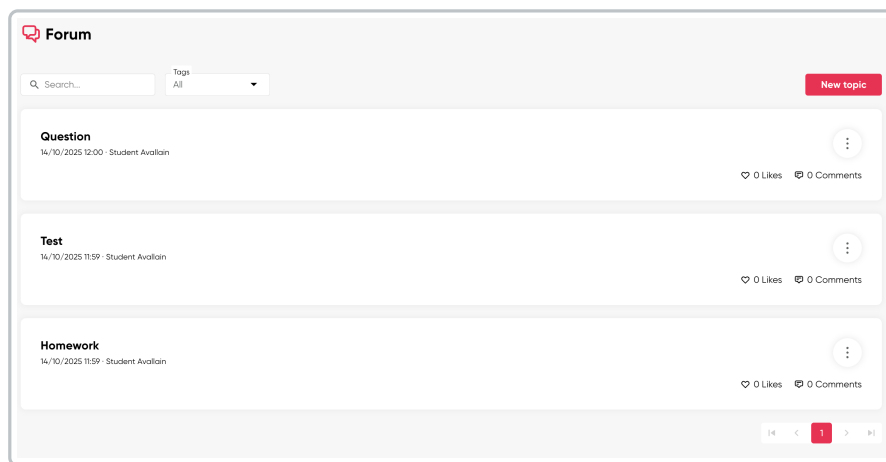 Forum
Search...
Tags
All
New topic
Question
14/10/2025 12:00 · Student Avallain
0 Likes 0 Comments
Test
14/10/2025 11:59 · Student Avallain
0 Likes 0 Comments
Homework
14/10/2025 11:59 · Student Avallain
0 Likes 0 Comments
1